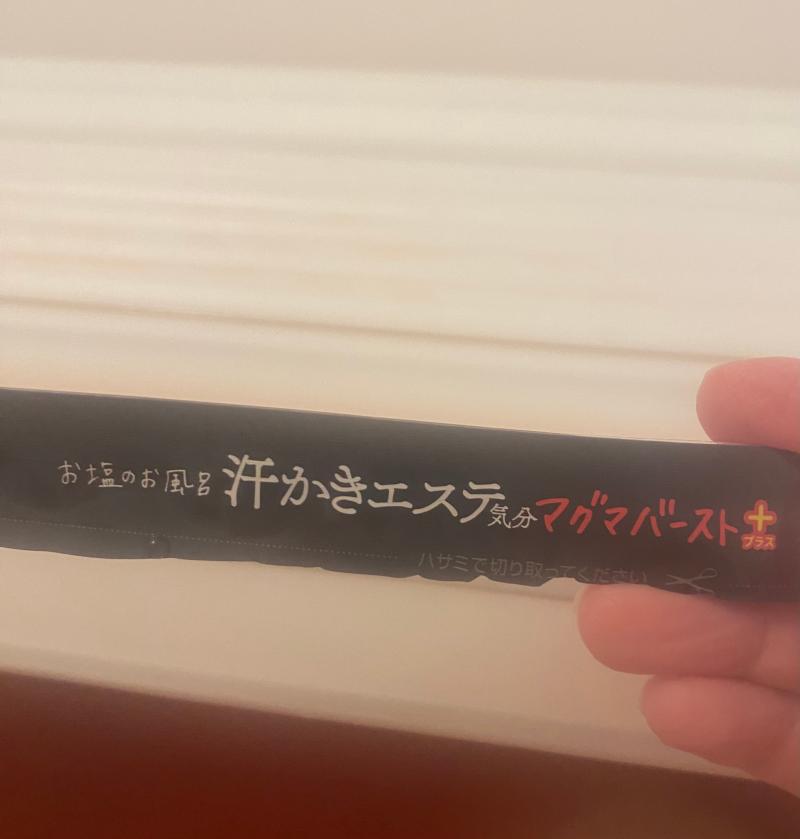 お塩のお風呂 汗かきエステ気分マグマバースト+プラス
ハサミで切り取ってください